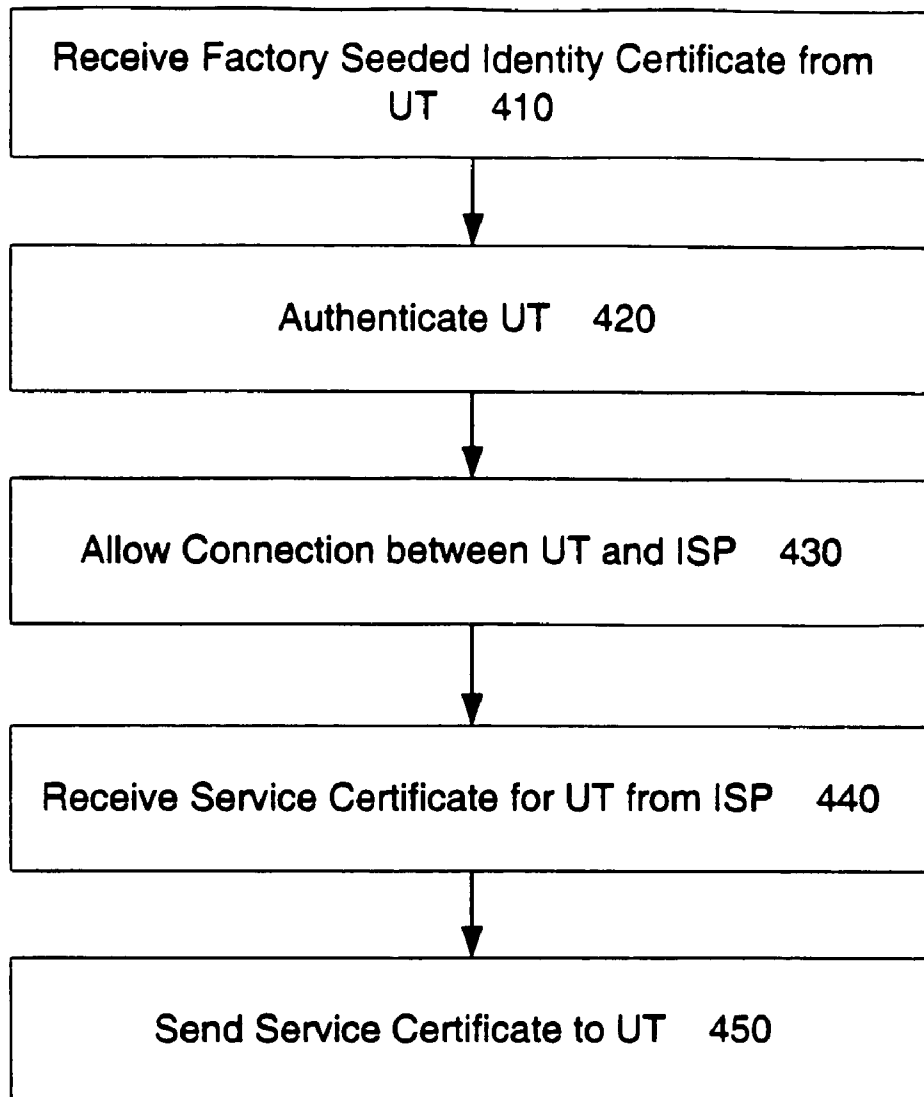 Receive Factory Seeded Identity Certificate from
UT 410
Authenticate UT 420
Allow Connection between UT and ISP 430
Receive Service Certificate for UT from ISP 440
Send Service Certificate to UT 450